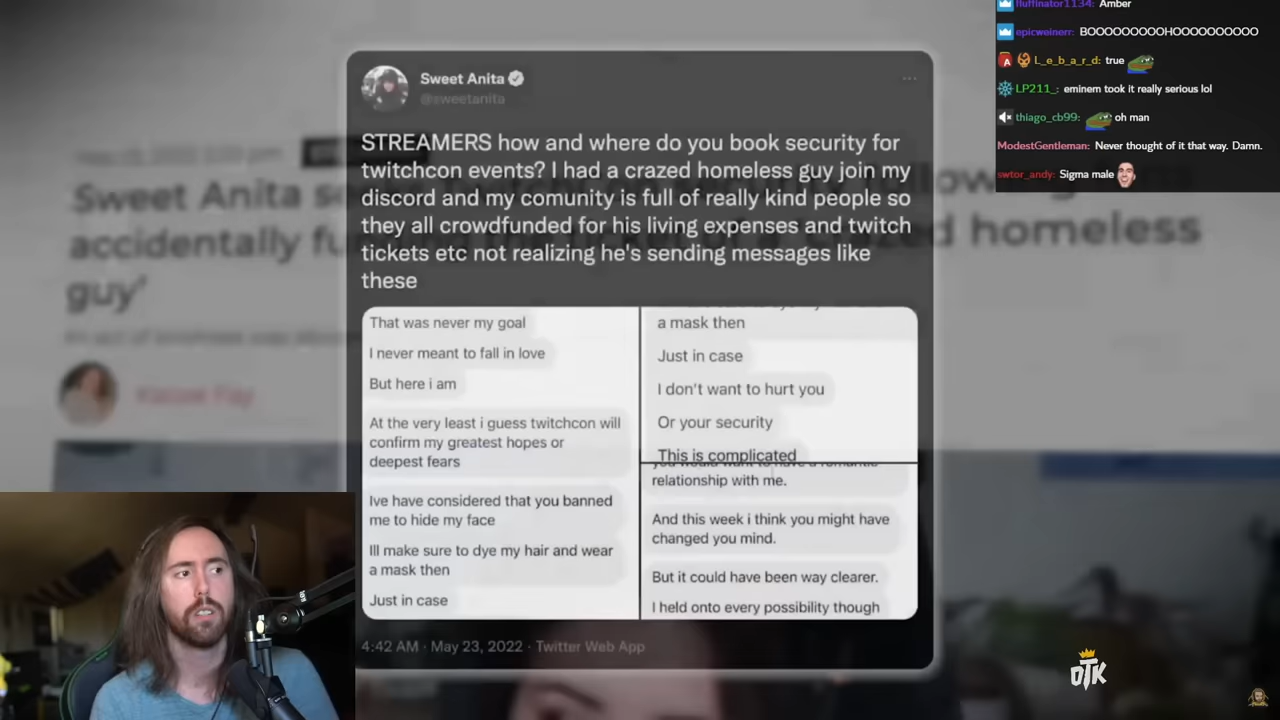 fluffinator1134: Amber
epicweinerr: BOOOOOOOOOHOOOOOOOOOO
L_e_b_a_r_d: true
LP211_: eminem took it really serious lol
thiago_cb99: oh man
ModestGentleman: Never thought of it that way. Damn.
swtor_andy: Sigma male
Sweet Anita
@sweetanita
STREAMERS how and where do you book security for
twitchcon events? I had a crazed homeless guy join my
discord and my comunity is full of really kind people so
they all crowdfunded for his living expenses and twitch
tickets etc not realizing he's sending messages like
these
That was never my goal
I never meant to fall in love
But here i am
At the very least i guess twitchcon will
confirm my greatest hopes or
deepest fears
Ive have considered that you banned
me to hide my face
Ill make sure to dye my hair and wear
a mask then
Just in case
a mask then
Just in case
I don't want to hurt you
Or your security
This is complicated
you would want to have a romantic
relationship with me.
And this week i think you might have
changed you mind.
But it could have been way clearer.
I held onto every possibility though
4:42 AM · May 23, 2022 · Twitter Web App
Sweet Anita
accidentally
homeless
guy'
OTK